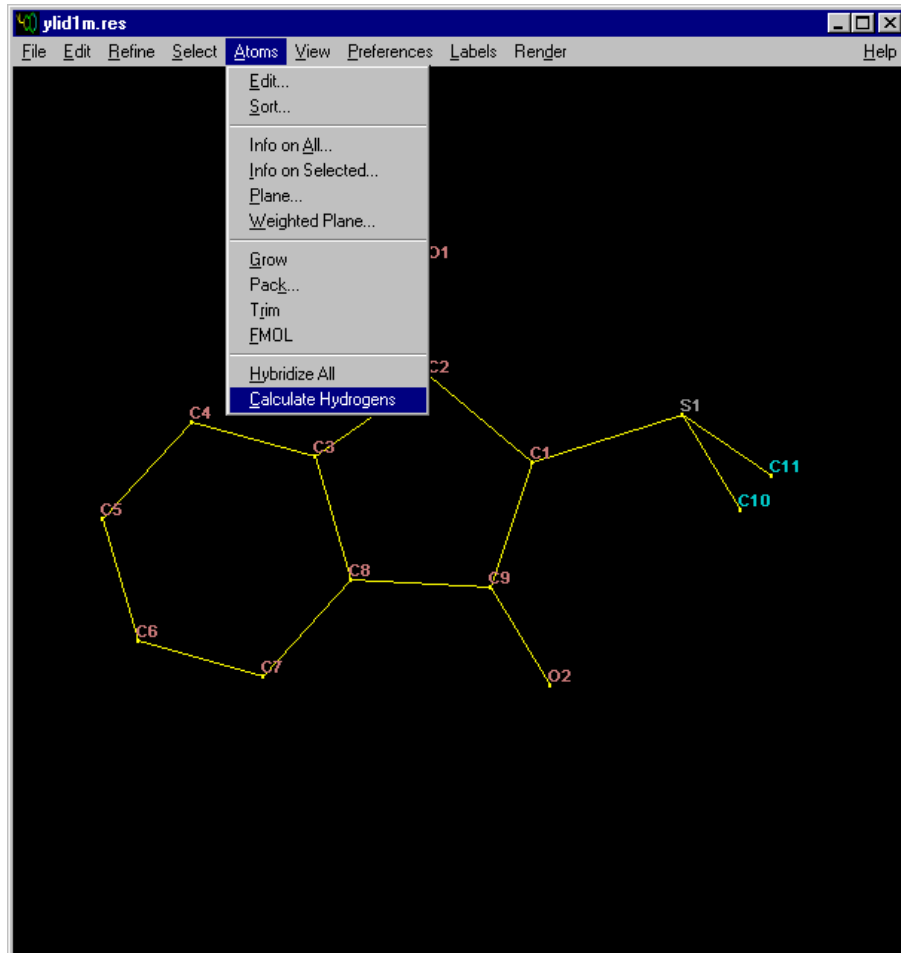 ylid1m.res
File Edit Refine Select Atoms View Preferences Labels Render Help
Edit...
Sort...
Info on All...
Info on Selected...
Plane...
Weighted Plane...
Grow
O1
Pack...
Trim
FMOL
Hybridize All
C2
Calculate Hydrogens
S1
C4
C3
C1
C11
C10
C5
C8
C9
C6
C7
O2